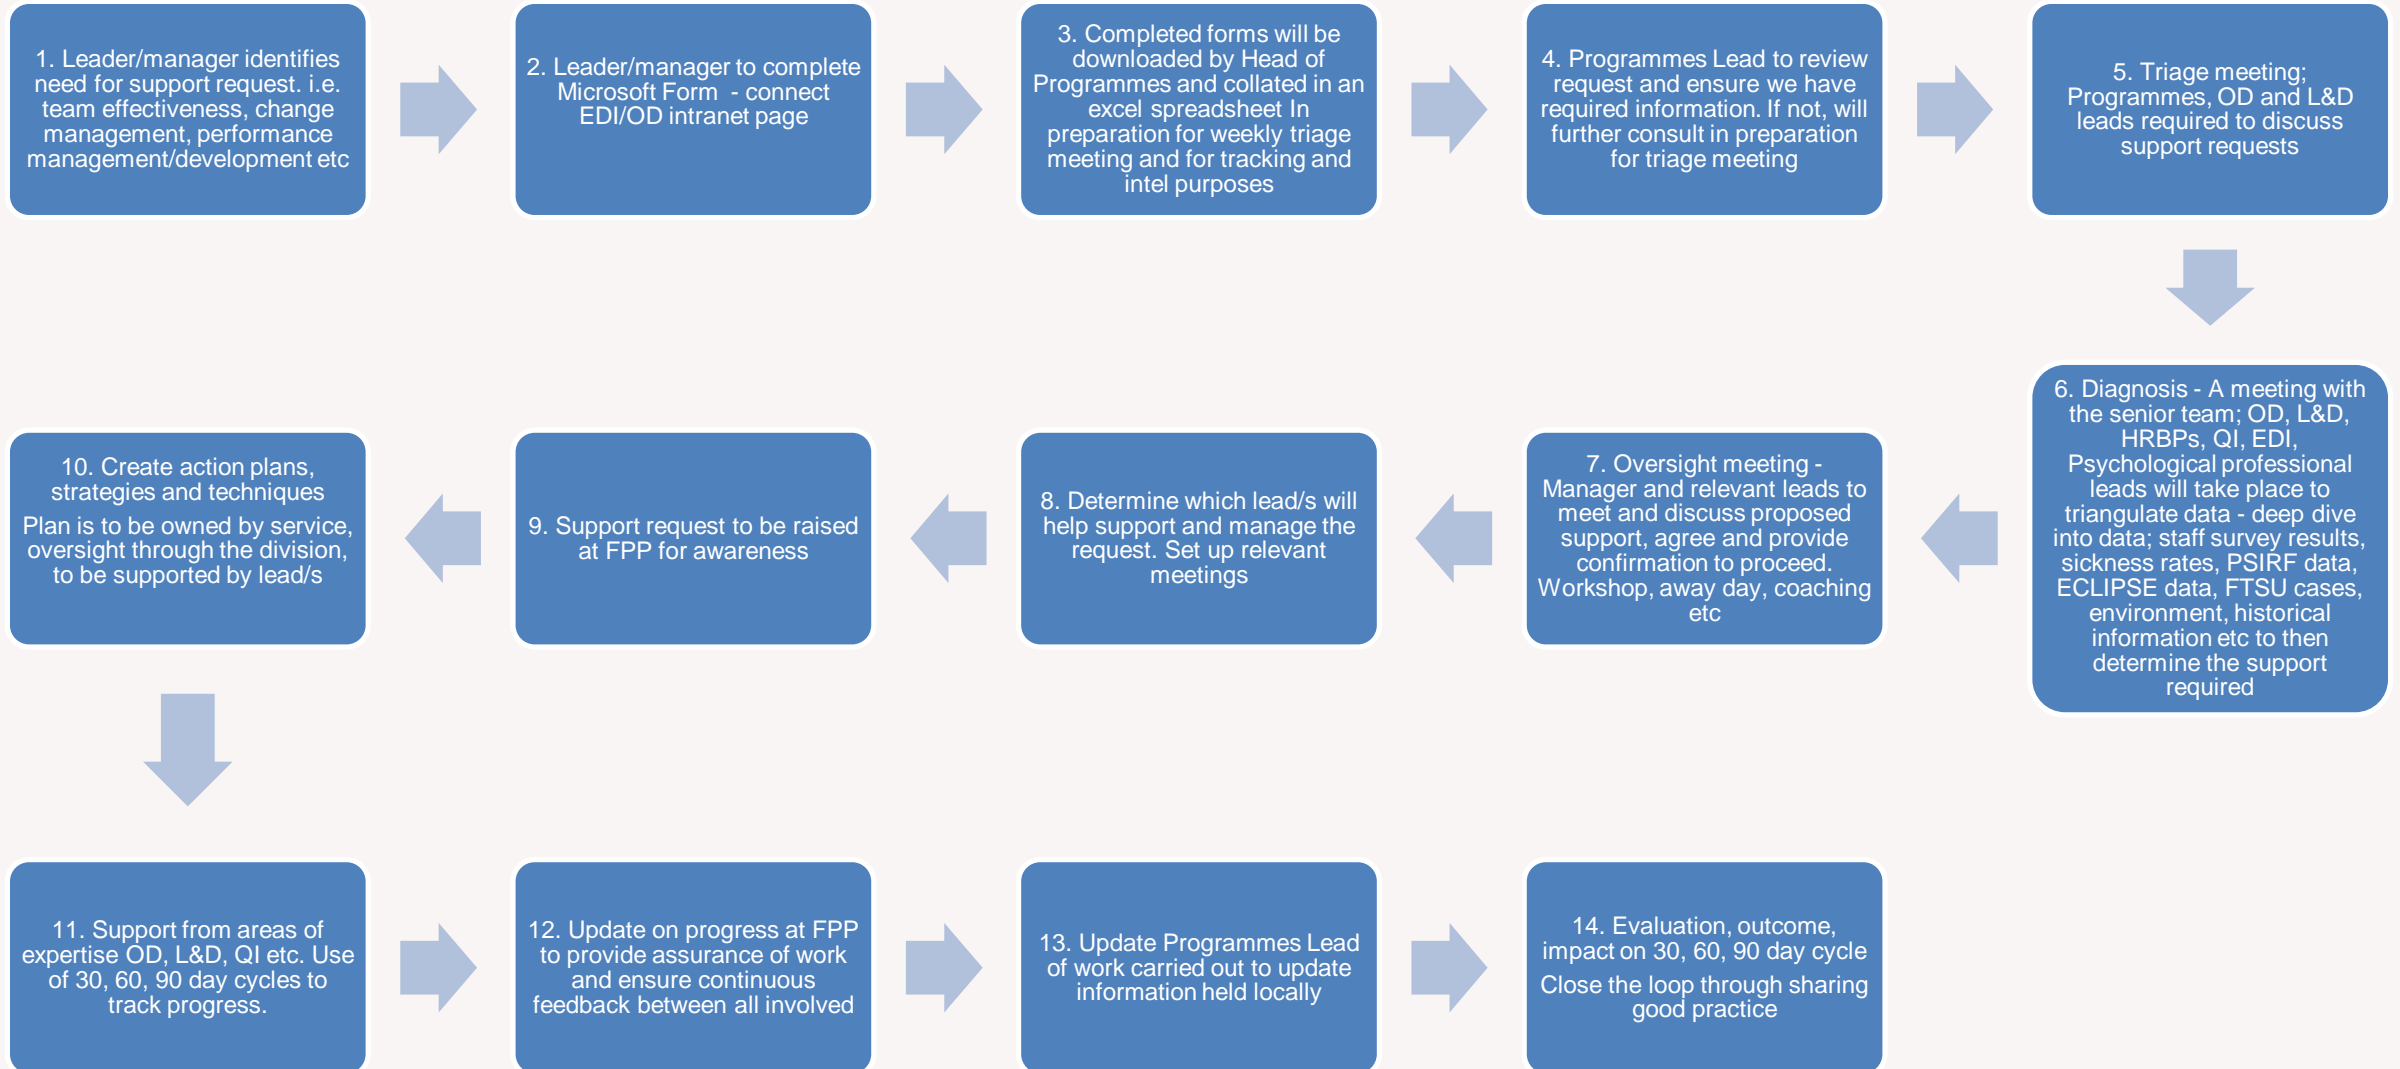 1. Leader/manager identifies
need for support request. i.e.
team effectiveness, change
management, performance
management/development etc
2. Leader/manager to complete
Microsoft Form - connect
EDI/OD intranet page
3. Completed forms will be
downloaded by Head of
Programmes and collated in an
excel spreadsheet In
preparation for weekly triage
meeting and for tracking and
intel purposes
4. Programmes Lead to review
request and ensure we have
required information. If not, will
further consult in preparation
for triage meeting
5. Triage meeting;
Programmes, OD and L&D
leads required to discuss
support requests
6. Diagnosis - A meeting with
the senior team; OD, L&D,
HRBPs, QI, EDI,
Psychological professional
leads will take place to
triangulate data - deep dive
into data; staff survey results,
sickness rates, PSIRF data,
ECLIPSE data, FTSU cases,
environment, historical
information etc to then
determine the support
required
7. Oversight meeting -
Manager and relevant leads to
meet and discuss proposed
support, agree and provide
confirmation to proceed.
Workshop, away day, coaching
etc
8. Determine which lead/s will
help support and manage the
request. Set up relevant
meetings
9. Support request to be raised
at FPP for awareness
10. Create action plans,
strategies and techniques
Plan is to be owned by service,
oversight through the division,
to be supported by lead/s
11. Support from areas of
expertise OD, L&D, QI etc. Use
of 30, 60, 90 day cycles to
track progress.
12. Update on progress at FPP
to provide assurance of work
and ensure continuous
feedback between all involved
13. Update Programmes Lead
of work carried out to update
information held locally
14. Evaluation, outcome,
impact on 30, 60, 90 day cycle
Close the loop through sharing
good practice